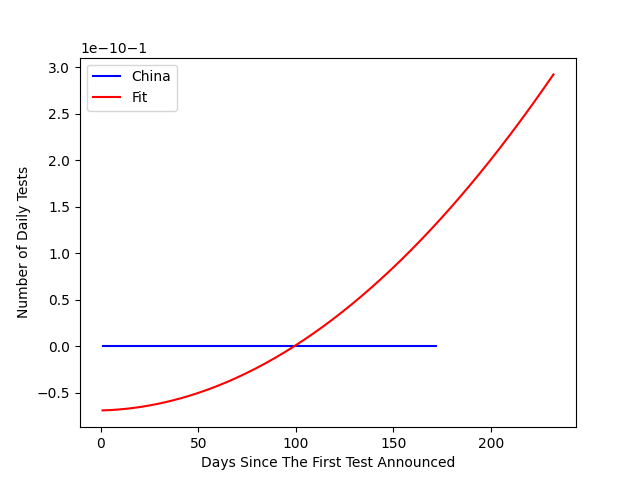 1e−10−1
3.0
2.5
2.0
1.5
1.0
0.5
0.0
−0.5
China
Fit
Number of Daily Tests
0
50
100
150
200
Days Since The First Test Announced